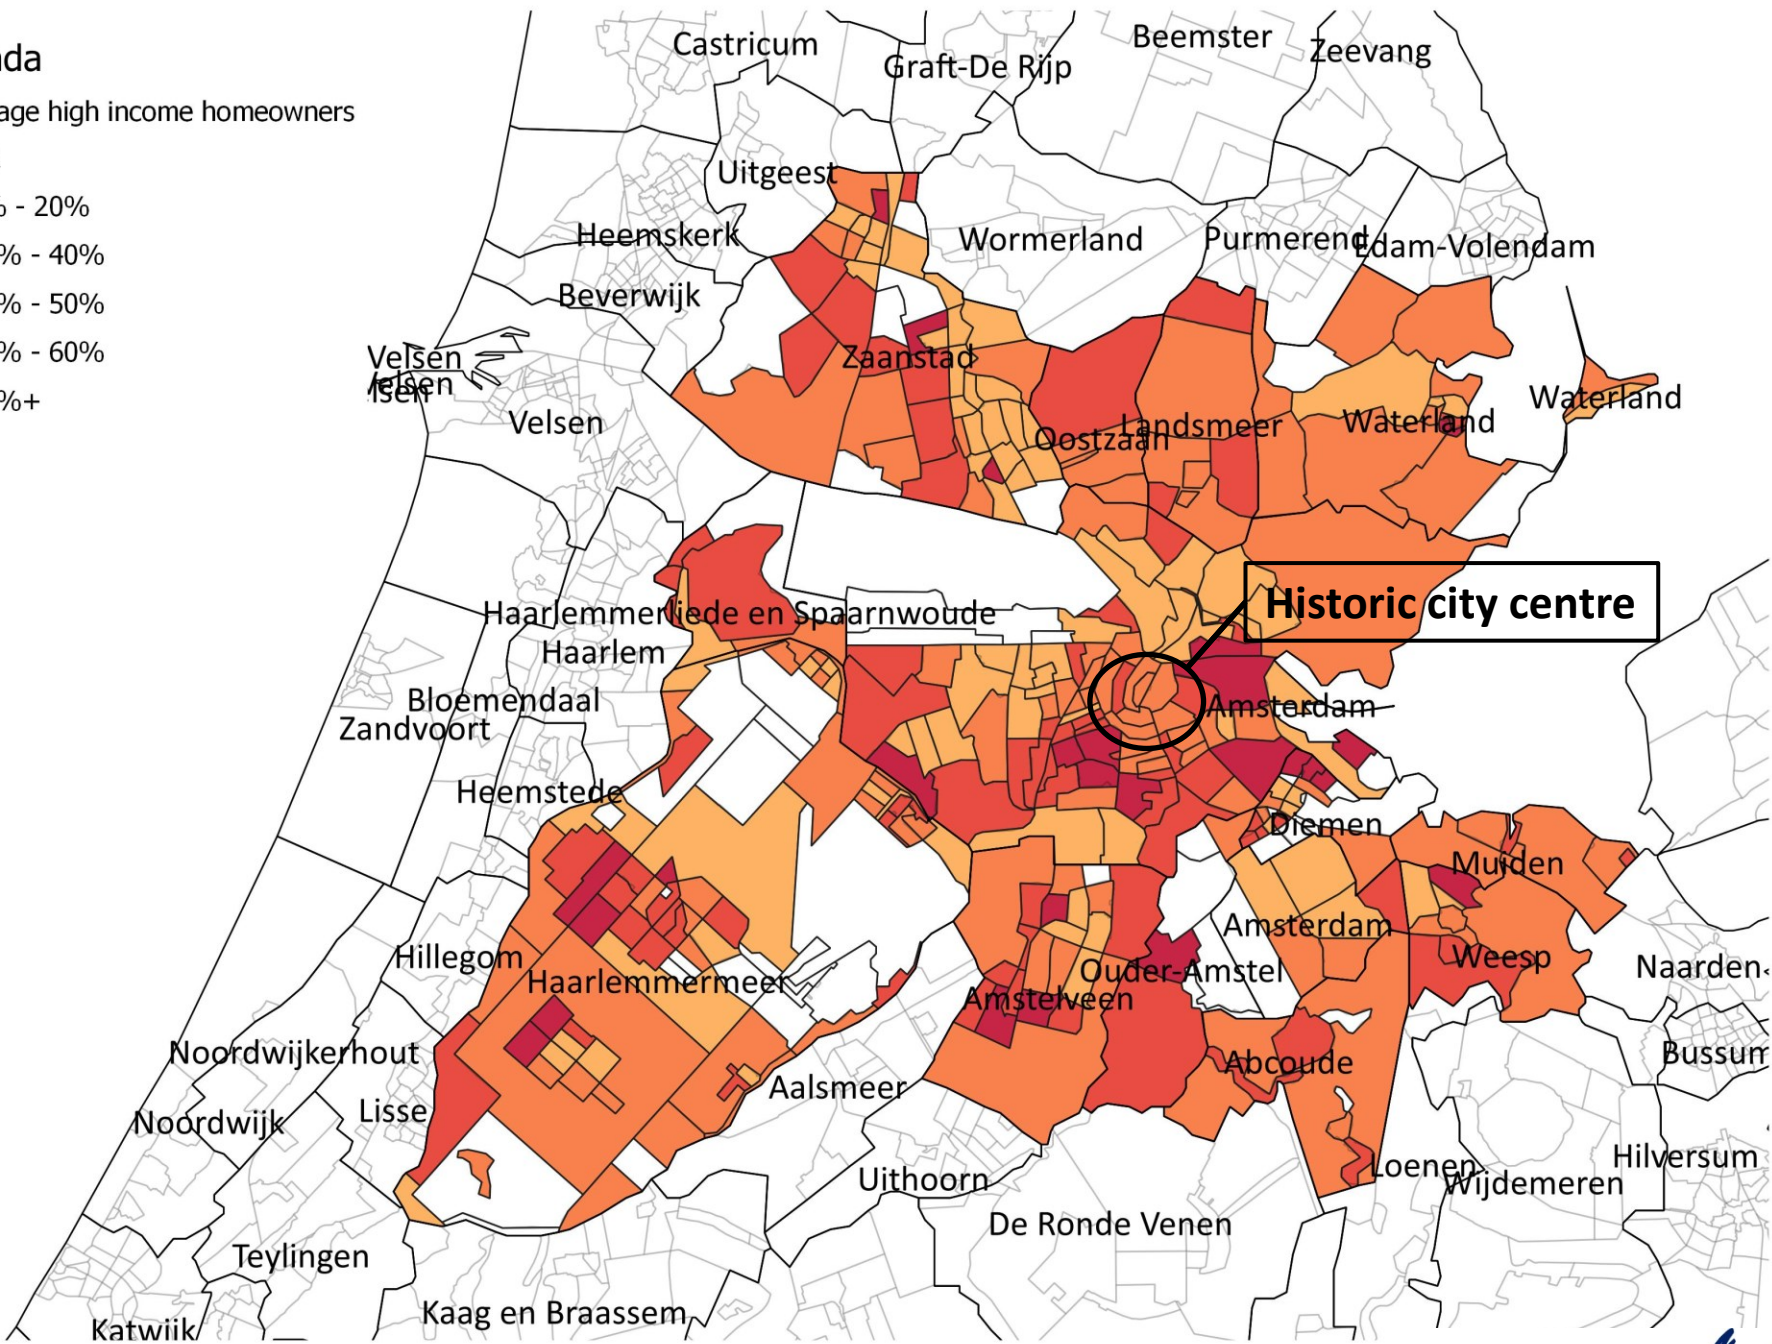 nda
age high income homeowners
% - 20%
% - 40%
% - 50%
% - 60%
%+
Castricum
Graft-De Rijp
Beemster
Zeevang
Uitgeest
Heemskerk
Wormerland
Purmerend
Edam-Volendam
Beverwijk
Velsen
Velsen
Velsen
Zaanstad
Oostzaan
Landsmeer
Waterland
Waterland
Historic city centre
Haarlemmerliede en Spaarnwoude
Haarlem
Bloemendaal
Zandvoort
Amsterdam
Heemstede
Diemen
Muiden
Amsterdam
Hillegom
Haarlemmermeer
Ouder-Amstel
Weesp
Naarden
Amstelveen
Noordwijkerhout
Abcoude
Bussum
Aalsmeer
Lisse
Noordwijk
Uithoorn
Loenen
Wijdemeren
Hilversum
De Ronde Venen
Teylingen
Kaag en Braassem
Katwijk